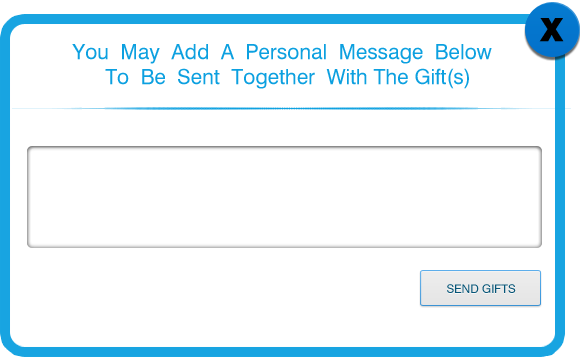 X
You May Add A Personal Message Below
To Be Sent Together With The Gift(s)
SEND GIFTS